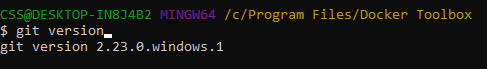 CSS@DESKTOP-IN8J4B2 MINGW64 /c/Program Files/Docker Toolbox
$ git version
git version 2.23.0.windows.1